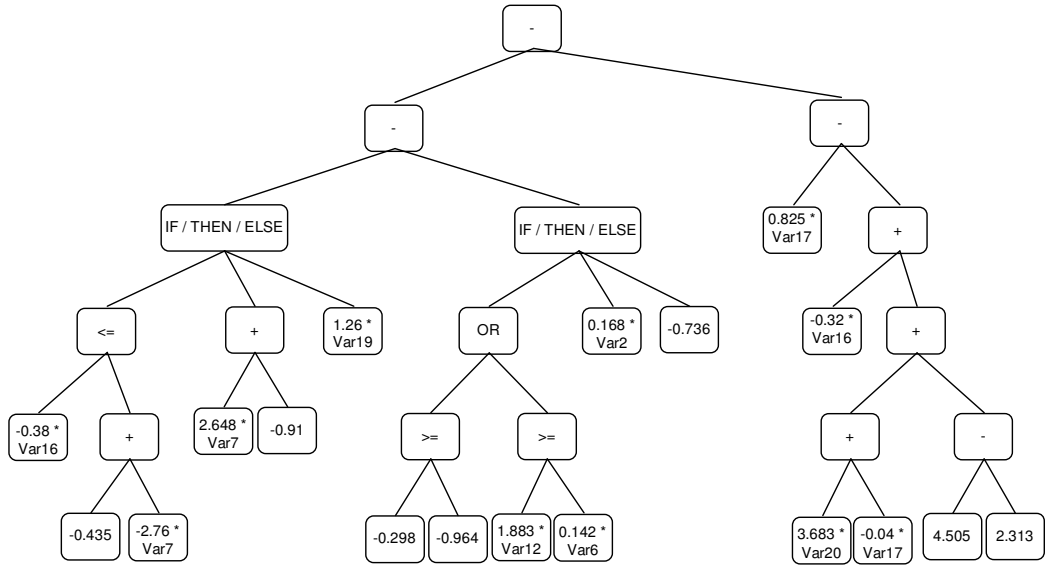 -
-
-
IF / THEN / ELSE
IF / THEN / ELSE
0.825 *
Var17
+
<=
+
1.26 *
Var19
OR
0.168 *
Var2
-0.736
-0.32 *
Var16
+
-0.38 *
Var16
+
2.648 *
Var7
-0.91
>=
>=
+
-
-0.435
-2.76 *
Var7
-0.298
-0.964
1.883 *
Var12
0.142 *
Var6
3.683 *
Var20
-0.04 *
Var17
4.505
2.313